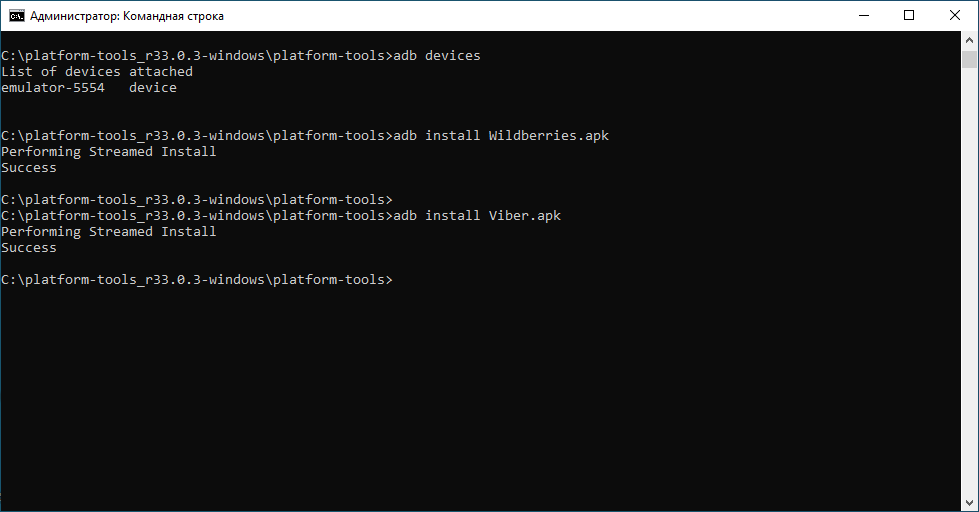 Администратор: Командная строка
C:\platform-tools_r33.0.3-windows\platform-tools>adb devices
List of devices attached
emulator-5554   device
C:\platform-tools_r33.0.3-windows\platform-tools>adb install Wildberries.apk
Performing Streamed Install
Success
C:\platform-tools_r33.0.3-windows\platform-tools>
C:\platform-tools_r33.0.3-windows\platform-tools>adb install Viber.apk
Performing Streamed Install
Success
C:\platform-tools_r33.0.3-windows\platform-tools>